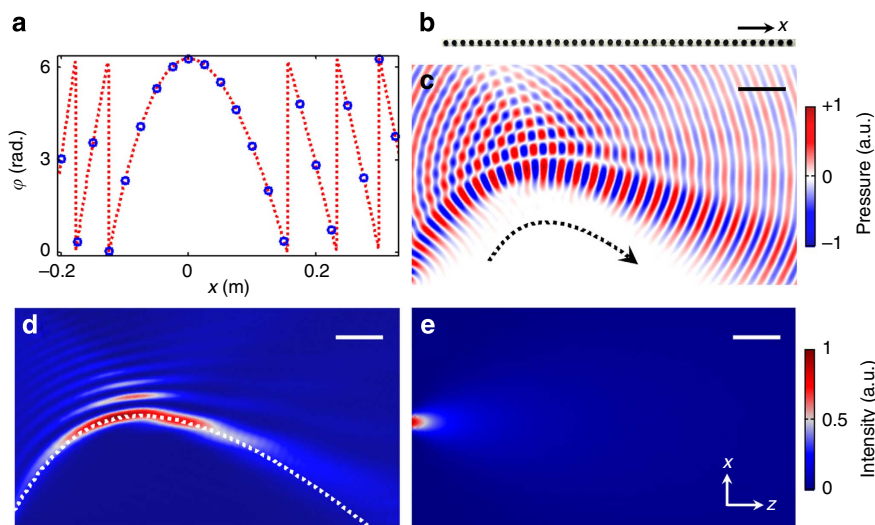 a
6
3
0
φ (rad.)
−0.2
0
0.2
x (m)
b
x
c
+1
0
−1
Pressure (a.u.)
d
e
x
z
1
0.5
0
Intensity (a.u.)